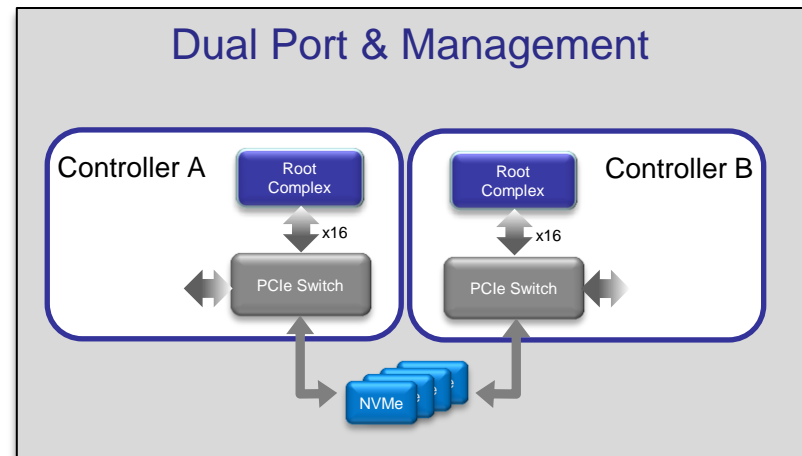 Dual Port & Management
Controller A
Root
Complex
x16
PCIe Switch
Controller B
Root
Complex
x16
PCIe Switch
NVMe
e
e
e